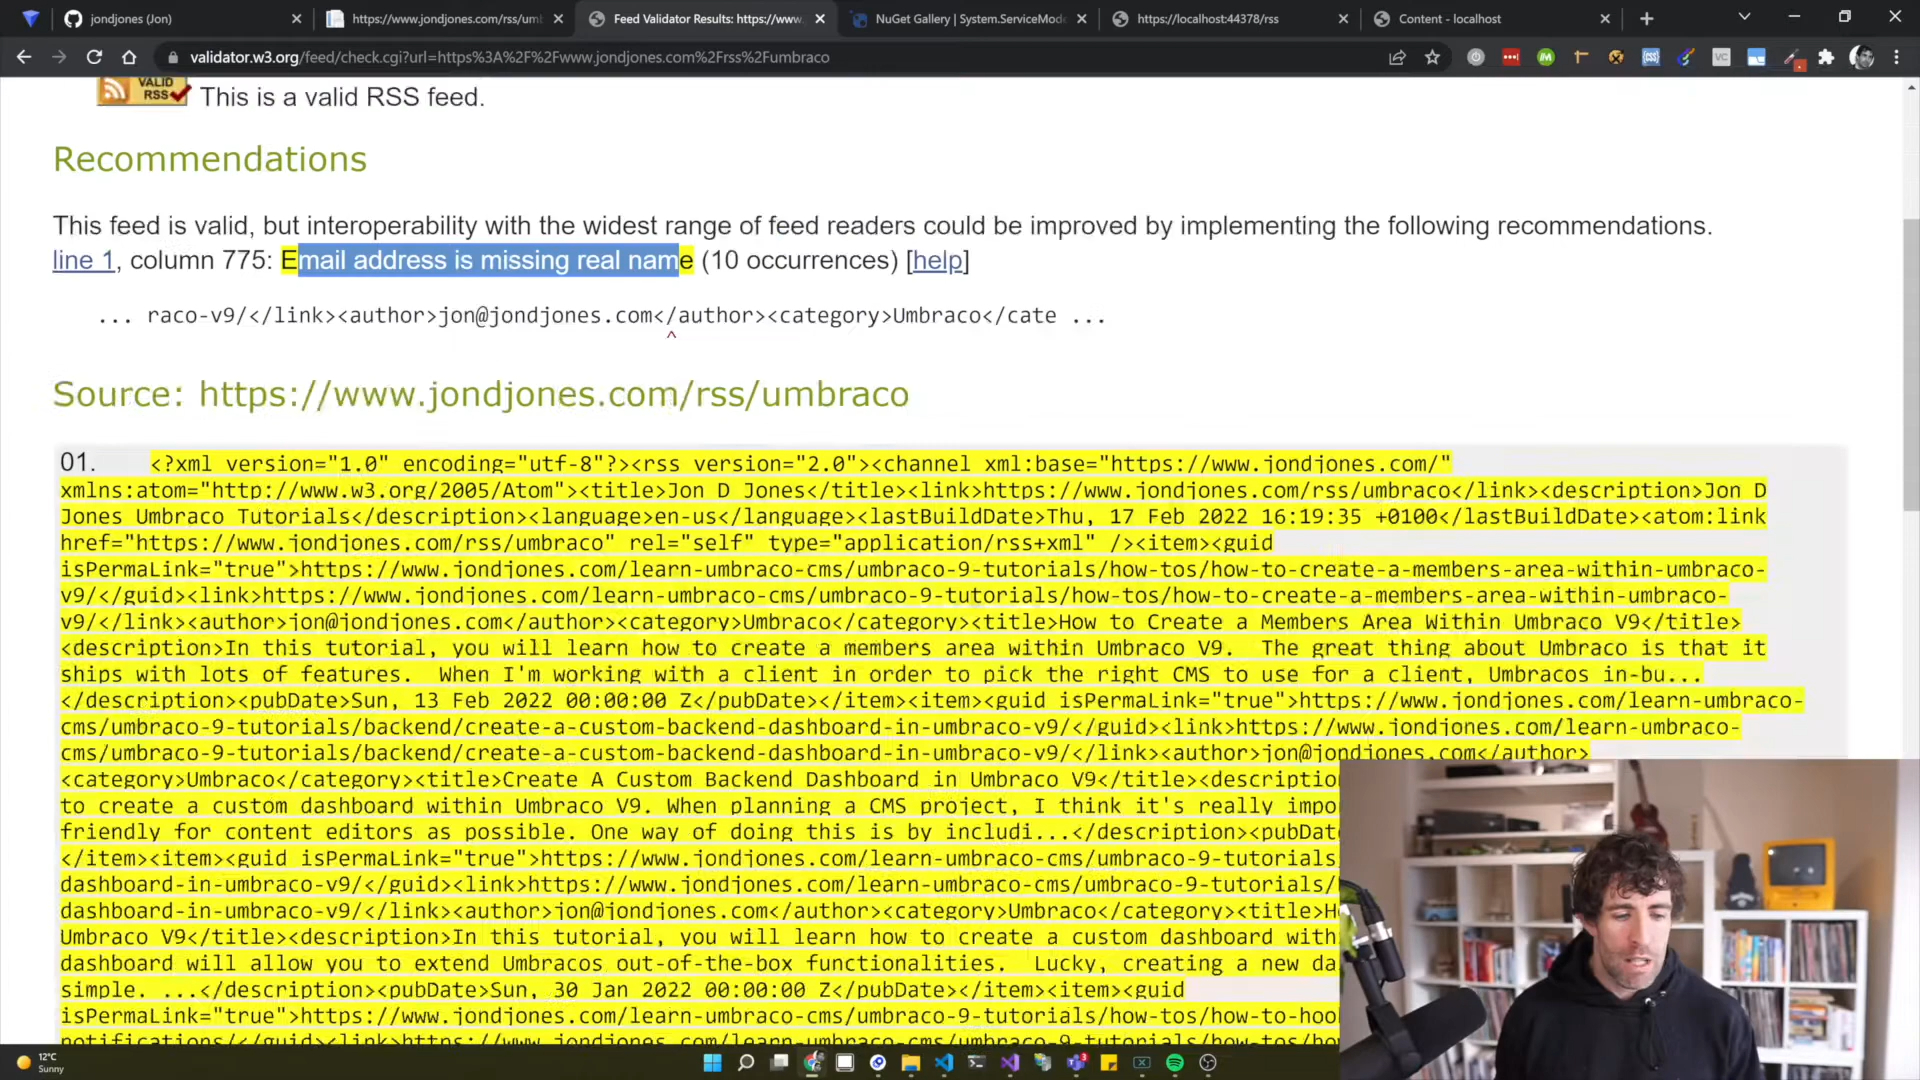 jondjones (Jon)
https://www.jondjones.com/rss/umb
Feed Validator Results: https://www.
NuGet Gallery | System.ServiceMode
https://localhost:44378/rss
Content - localhost
validator.w3.org/feed/check.cgi?url=https%3A%2F%2Fwww.jondjones.com%2Frss%2Fumbraco
VALID RSS
This is a valid RSS feed.
Recommendations
This feed is valid, but interoperability with the widest range of feed readers could be improved by implementing the following recommendations.
line 1, column 775: Email address is missing real name (10 occurrences) [help]
... raco-v9/</link><author>jon@jondjones.com</author><category>Umbraco</cate ...
^
Source: https://www.jondjones.com/rss/umbraco
01. <?xml version="1.0" encoding="utf-8"?><rss version="2.0"><channel xml:base="https://www.jondjones.com/"
xmlns:atom="http://www.w3.org/2005/Atom"><title>Jon D Jones</title><link>https://www.jondjones.com/rss/umbraco</link><description>Jon D
Jones Umbraco Tutorials</description><language>en-us</language><lastBuildDate>Thu, 17 Feb 2022 16:19:35 +0100</lastBuildDate><atom:link
href="https://www.jondjones.com/rss/umbraco" rel="self" type="application/rss+xml" /><item><guid
isPermaLink="true">https://www.jondjones.com/learn-umbraco-cms/umbraco-9-tutorials/how-tos/how-to-create-a-members-area-within-umbraco-
v9/</guid><link>https://www.jondjones.com/learn-umbraco-cms/umbraco-9-tutorials/how-tos/how-to-create-a-members-area-within-umbraco-
v9/</link><author>jon@jondjones.com</author><category>Umbraco</category><title>How to Create a Members Area Within Umbraco V9</title>
<description>In this tutorial, you will learn how to create a members area within Umbraco V9.  The great thing about Umbraco is that it
ships with lots of features.  When I'm working with a client in order to pick the right CMS to use for a client, Umbracos in-bu...
</description><pubDate>Sun, 13 Feb 2022 00:00:00 Z</pubDate></item><item><guid isPermaLink="true">https://www.jondjones.com/learn-umbraco-
cms/umbraco-9-tutorials/backend/create-a-custom-backend-dashboard-in-umbraco-v9/</guid><link>https://www.jondjones.com/learn-umbraco-
cms/umbraco-9-tutorials/backend/create-a-custom-backend-dashboard-in-umbraco-v9/</link><author>jon@jondjones.com</author>
<category>Umbraco</category><title>Create A Custom Backend Dashboard in Umbraco V9</title><description
to create a custom dashboard within Umbraco V9. When planning a CMS project, I think it's really impo
friendly for content editors as possible. One way of doing this is by includi...</description><pubDat
</item><item><guid isPermaLink="true">https://www.jondjones.com/learn-umbraco-cms/umbraco-9-tutorials
dashboard-in-umbraco-v9/</guid><link>https://www.jondjones.com/learn-umbraco-cms/umbraco-9-tutorials/
dashboard-in-umbraco-v9/</link><author>jon@jondjones.com</author><category>Umbraco</category><title>H
Umbraco V9</title><description>In this tutorial, you will learn how to create a custom dashboard with
dashboard will allow you to extend Umbracos out-of-the-box functionalities.  Lucky, creating a new da
simple. ...</description><pubDate>Sun, 30 Jan 2022 00:00:00 Z</pubDate></item><item><guid
isPermaLink="true">https://www.jondjones.com/learn-umbraco-cms/umbraco-9-tutorials/how-tos/how-to-hoo
notifications/</guid><link>https://www.jondjones.com/learn-umbraco-cms/umbraco-9-tutorials/how-tos/ho
12°C
Sunny